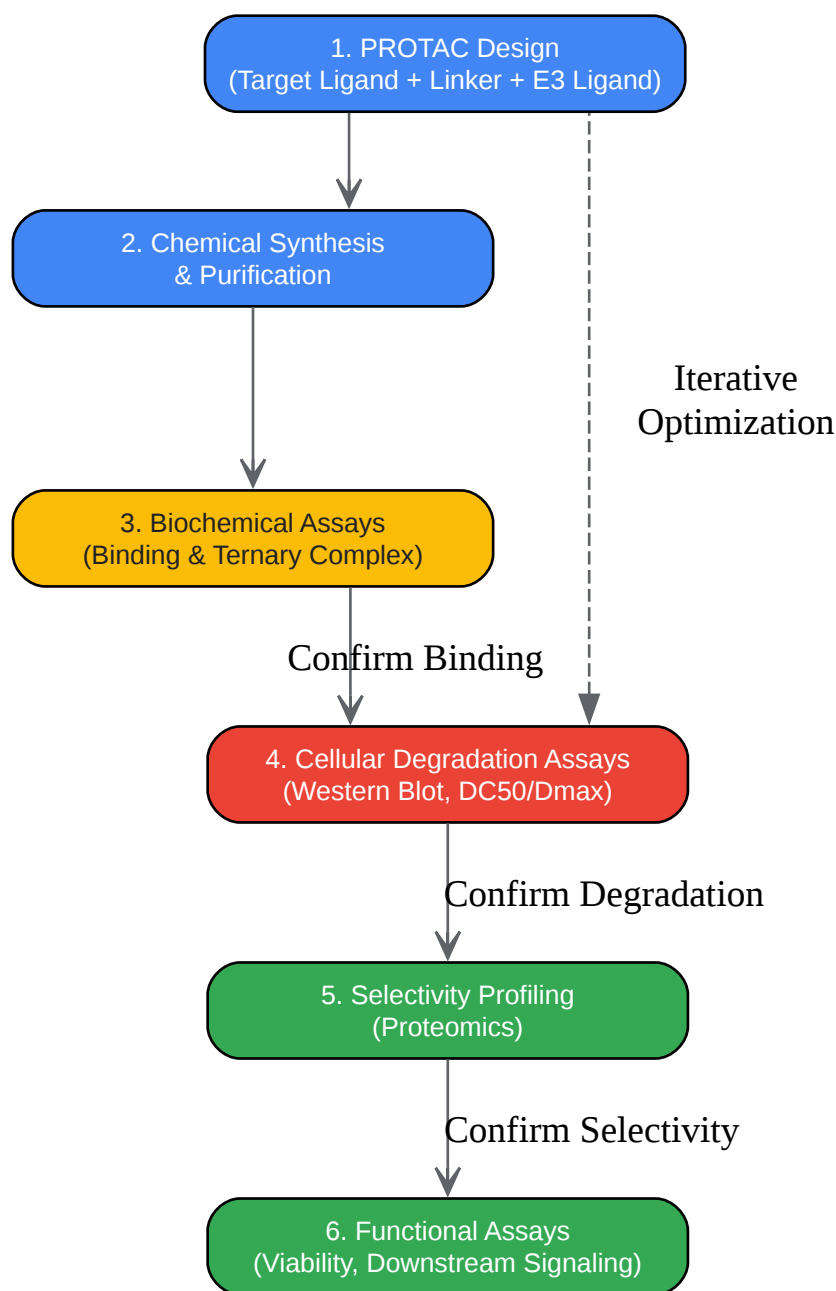 1. PROTAC Design
(Target Ligand + Linker + E3 Ligand)
2. Chemical Synthesis
& Purification
Iterative
Optimization
3. Biochemical Assays
(Binding & Ternary Complex)
Confirm Binding
4. Cellular Degradation Assays
(Western Blot, DC50/Dmax)
Confirm Degradation
5. Selectivity Profiling
(Proteomics)
Confirm Selectivity
6. Functional Assays
(Viability, Downstream Signaling)